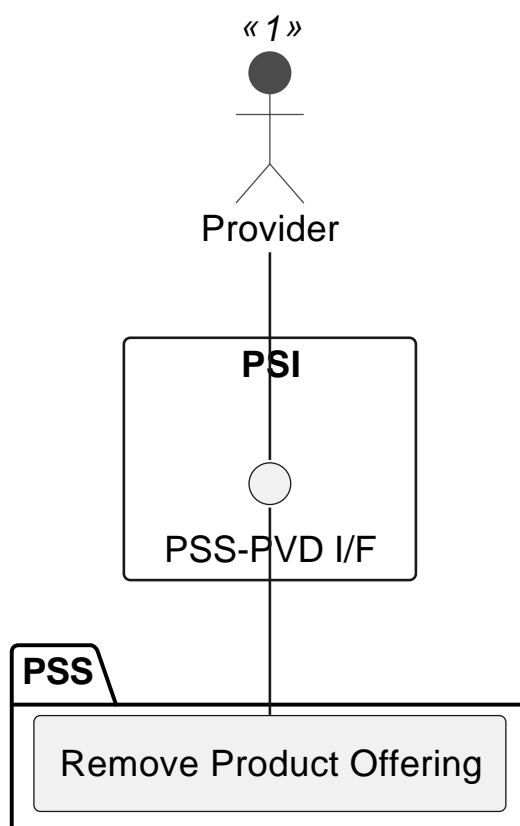 «1»
Provider
PSI
PSS-PVD I/F
PSS
Remove Product Offering